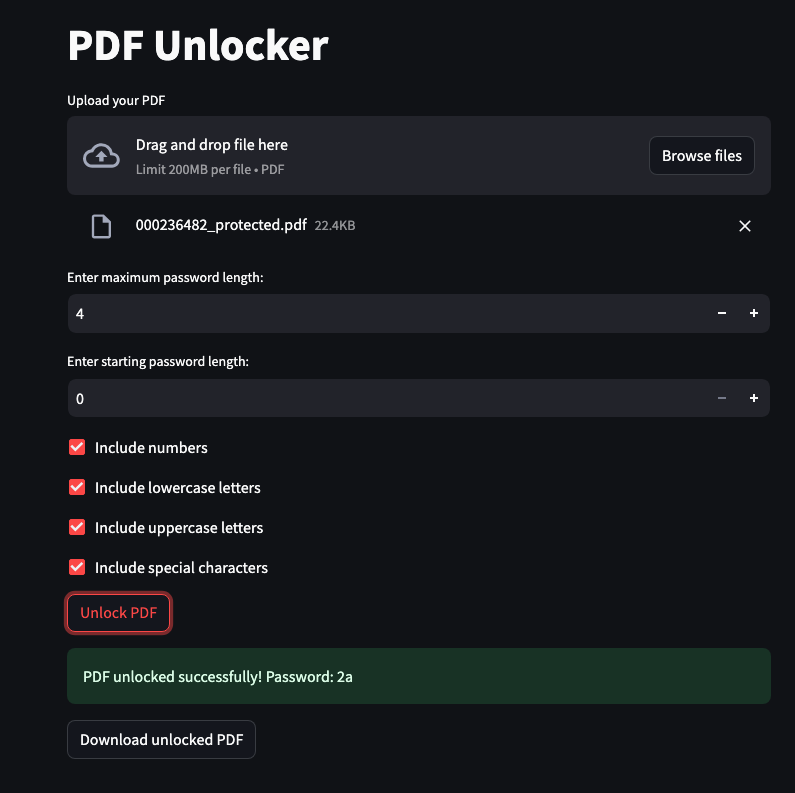 PDF Unlocker
Upload your PDF
Drag and drop file here
Limit 200MB per file • PDF
Browse files
000236482_protected.pdf 22.4KB
Enter maximum password length:
4
Enter starting password length:
0
Include numbers
Include lowercase letters
Include uppercase letters
Include special characters
Unlock PDF
PDF unlocked successfully! Password: 2a
Download unlocked PDF